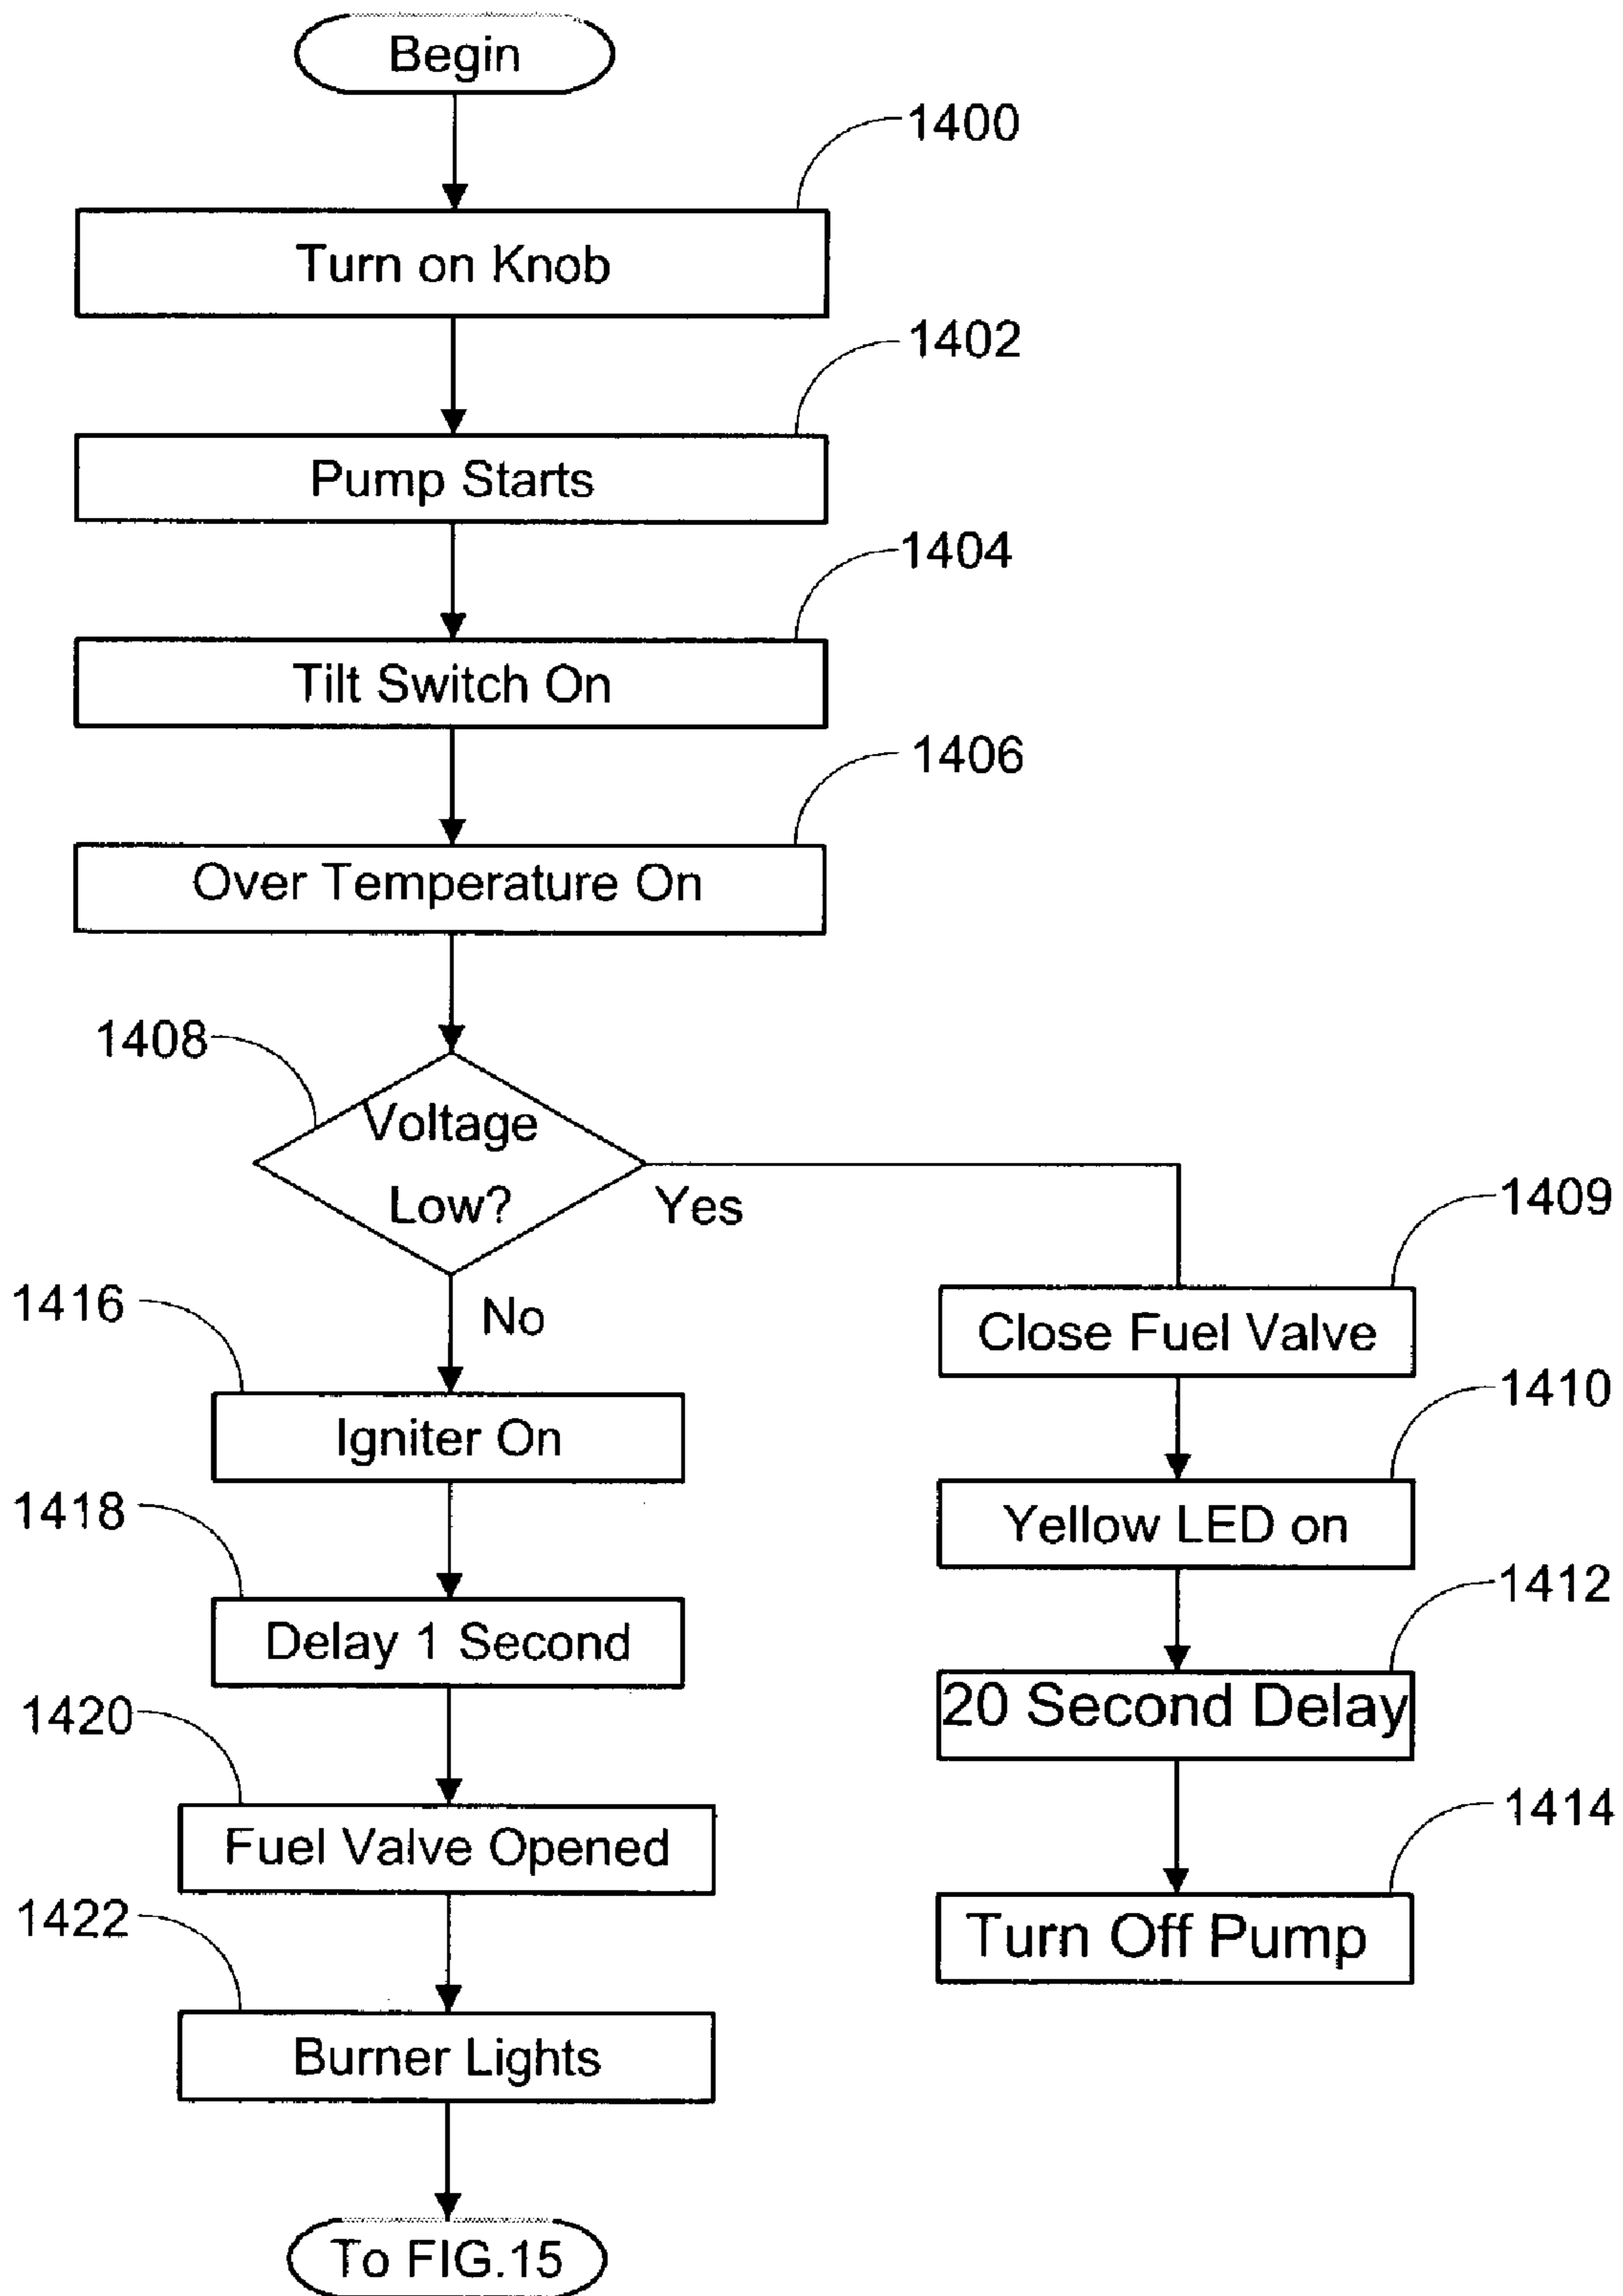 Begin
1400
Turn on Knob
1402
Pump Starts
1404
Tilt Switch On
1406
Over Temperature On
1408
Voltage
Low?
Yes
No
1409
Close Fuel Valve
1410
Yellow LED on
1412
20 Second Delay
1414
Turn Off Pump
1416
Igniter On
1418
Delay 1 Second
1420
Fuel Valve Opened
1422
Burner Lights
To FIG.15